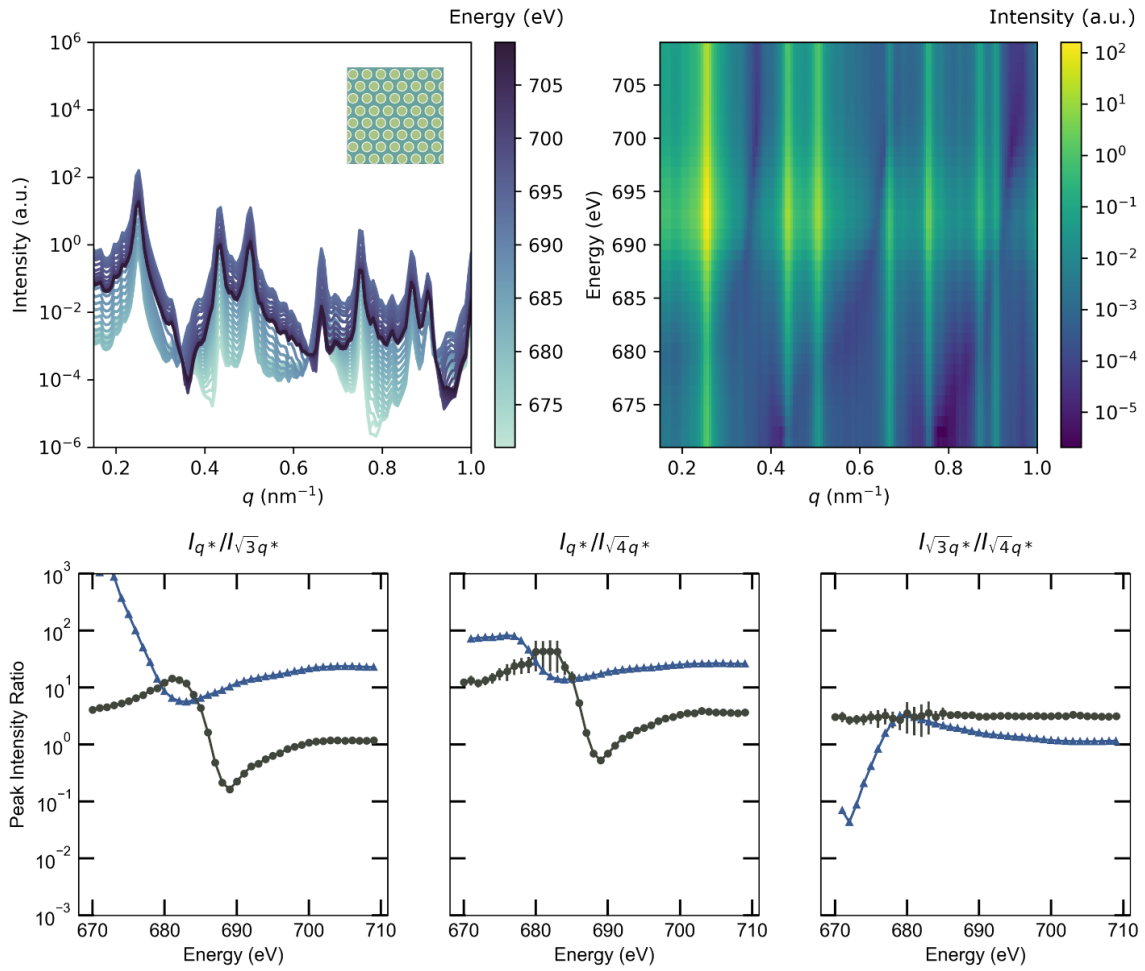 Energy (eV)
Intensity (a.u.)
10^6
10^4
10^2
10^0
10^−2
10^−4
10^−6
0.2 0.4 0.6 0.8 1.0
q (nm^−1)
705
700
695
690
685
680
675
Intensity (a.u.)
Energy (eV)
705
700
695
690
685
680
675
0.2 0.4 0.6 0.8 1.0
q (nm^−1)
10^2
10^1
10^0
10^−1
10^−2
10^−3
10^−4
10^−5
I_q*/I_√3q*
I_q*/I_√4q*
I_√3q*/I_√4q*
Peak Intensity Ratio
10^3
10^2
10^1
10^0
10^−1
10^−2
10^−3
670 680 690 700 710
Energy (eV)
670 680 690 700 710
Energy (eV)
670 680 690 700 710
Energy (eV)